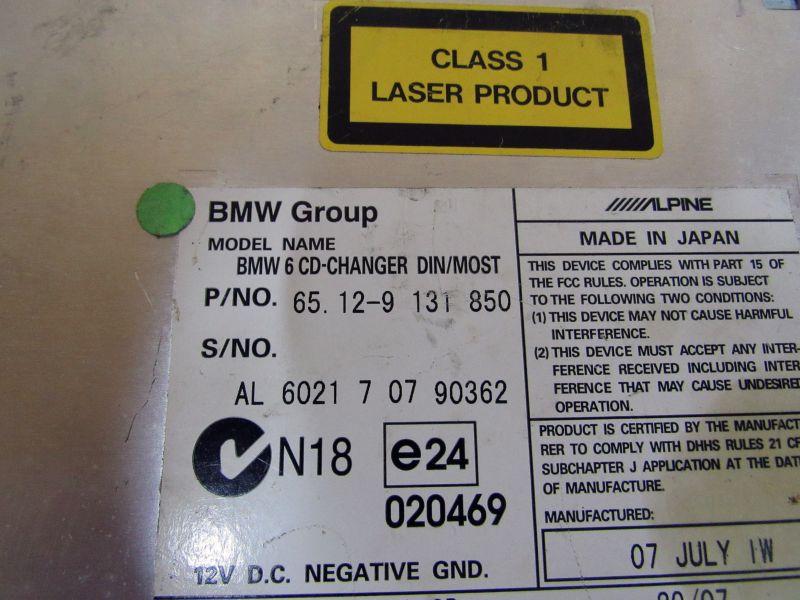 CLASS 1
LASER PRODUCT
BMW Group
MODEL NAME
BMW 6 CD-CHANGER DIN/MOST
P/NO. 65. 12-9 131 850
S/NO.
AL 6021 7 07 90362
N18
e24
020469
12V D.C. NEGATIVE GND.
ALPINE
MADE IN JAPAN
THIS DEVICE COMPLIES WITH PART 15 OF
THE FCC RULES. OPERATION IS SUBJECT
TO THE FOLLOWING TWO CONDITIONS:
(1) THIS DEVICE MAY NOT CAUSE HARMFUL
INTERFERENCE.
(2) THIS DEVICE MUST ACCEPT ANY INTER-
FERENCE RECEIVED INCLUDING INTER
FERENCE THAT MAY CAUSE UNDESIRED
OPERATION.
PRODUCT IS CERTIFIED BY THE MANUFACT
RER TO COMPLY WITH DHHS RULES 21 CF
SUBCHAPTER J APPLICATION AT THE DAT
OF MANUFACTURE.
MANUFACTURED:
07 JULY IW